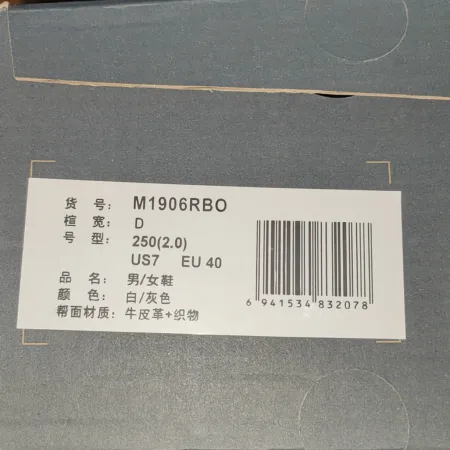 货 号: M1906RBO
楦 宽: D
号 型: 250(2.0)
US7 EU 40
品 名: 男/女鞋
颜 色: 白/灰色
帮面材质: 牛皮革+织物
6 941534 832078